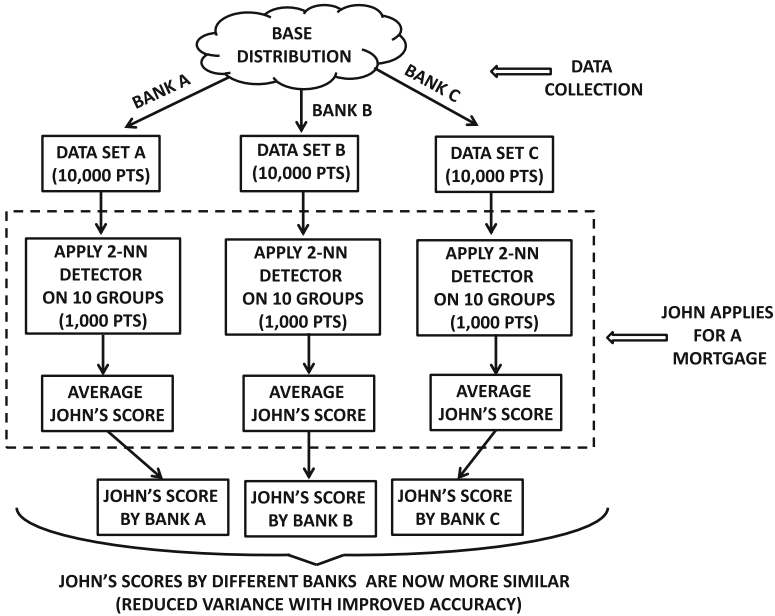 BASE
DISTRIBUTION
DATA
COLLECTION
BANK A
BANK B
BANK C
DATA SET A
(10,000 PTS)
DATA SET B
(10,000 PTS)
DATA SET C
(10,000 PTS)
APPLY 2-NN
DETECTOR
ON 10 GROUPS
(1,000 PTS)
APPLY 2-NN
DETECTOR
ON 10 GROUPS
(1,000 PTS)
APPLY 2-NN
DETECTOR
ON 10 GROUPS
(1,000 PTS)
JOHN APPLIES
FOR A
MORTGAGE
AVERAGE
JOHN'S SCORE
AVERAGE
JOHN'S SCORE
AVERAGE
JOHN'S SCORE
JOHN'S SCORE
BY BANK A
JOHN'S SCORE
BY BANK B
JOHN'S SCORE
BY BANK C
JOHN'S SCORES BY DIFFERENT BANKS ARE NOW MORE SIMILAR
(REDUCED VARIANCE WITH IMPROVED ACCURACY)